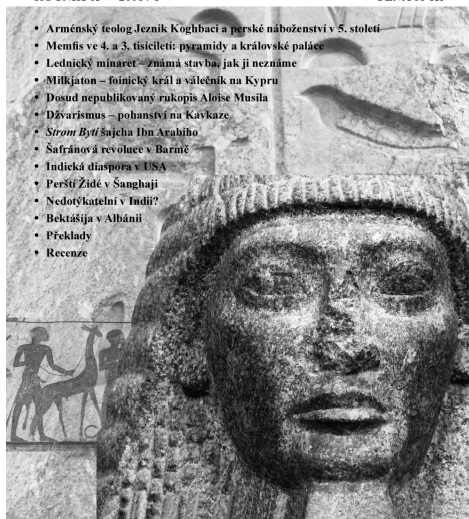 • Arménský teolog Jeznik Koghbaci a perské náboženství v 5. století
• Memfis ve 4. a 3. tisíciletí: pyramidy a královské paláce
• Lednický minaret – známá stavba, jak ji neznáme
• Milkjaton – foinický král a válečník na Kypru
• Dosud nepublikovaný rukopis Aloise Musila
• Džvarismus – pohanství na Kavkaze
• Strom Bytí šajcha Ibn Arabího
• Šafránová revoluce v Barmě
• Indická diaspora v USA
• Perští Židé v Šanghaji
• Nedotýkatelní v Indii?
• Bektášíja v Albánii
• Překlady
• Recenze